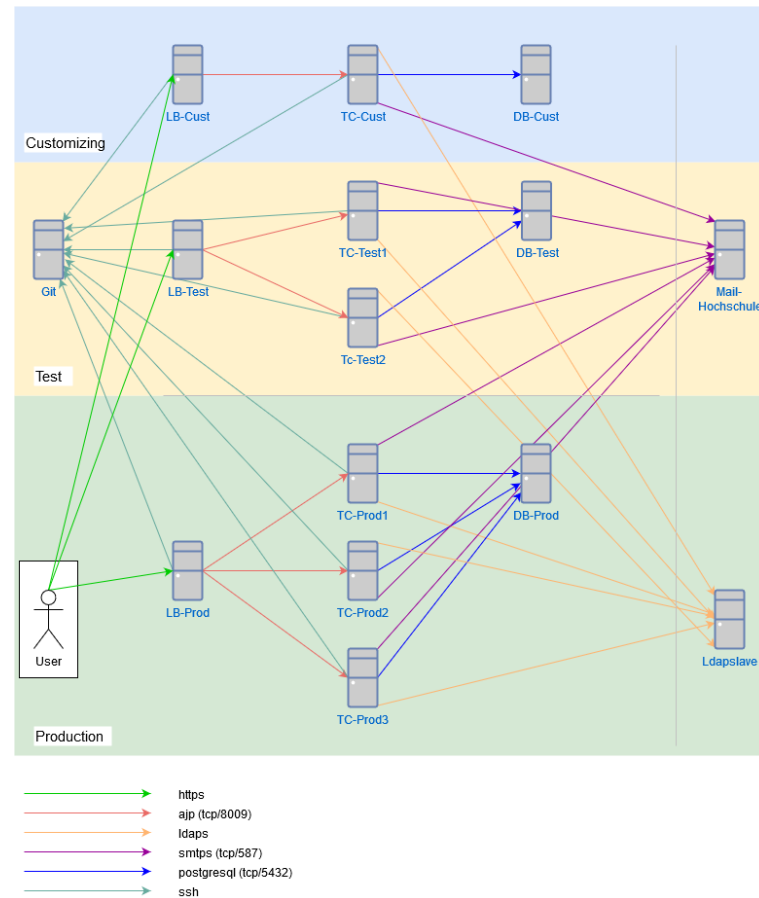 LB-Cust
TC-Cust
DB-Cust
Customizing
Git
LB-Test
TC-Test1
DB-Test
Mail-
Hochschule
Tc-Test2
Test
TC-Prod1
DB-Prod
LB-Prod
TC-Prod2
User
Ldapslave
TC-Prod3
Production
https
ajp (tcp/8009)
ldaps
smtps (tcp/587)
postgresql (tcp/5432)
ssh